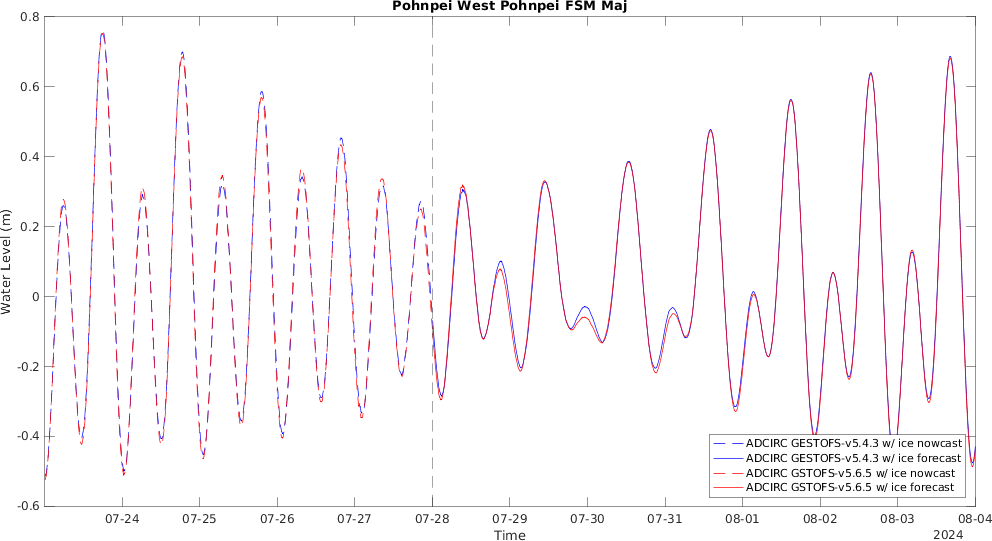 Pohnpei West Pohnpei FSM Maj
Water Level (m)
0.8
0.6
0.4
0.2
0
-0.2
-0.4
-0.6
07-24 07-25 07-26 07-27 07-28 07-29 07-30 07-31 08-01 08-02 08-03 08-04
Time
2024
ADCIRC GESTOFS-v5.4.3 w/ ice nowcast
ADCIRC GESTOFS-v5.4.3 w/ ice forecast
ADCIRC GSTOFS-v5.6.5 w/ ice nowcast
ADCIRC GSTOFS-v5.6.5 w/ ice forecast